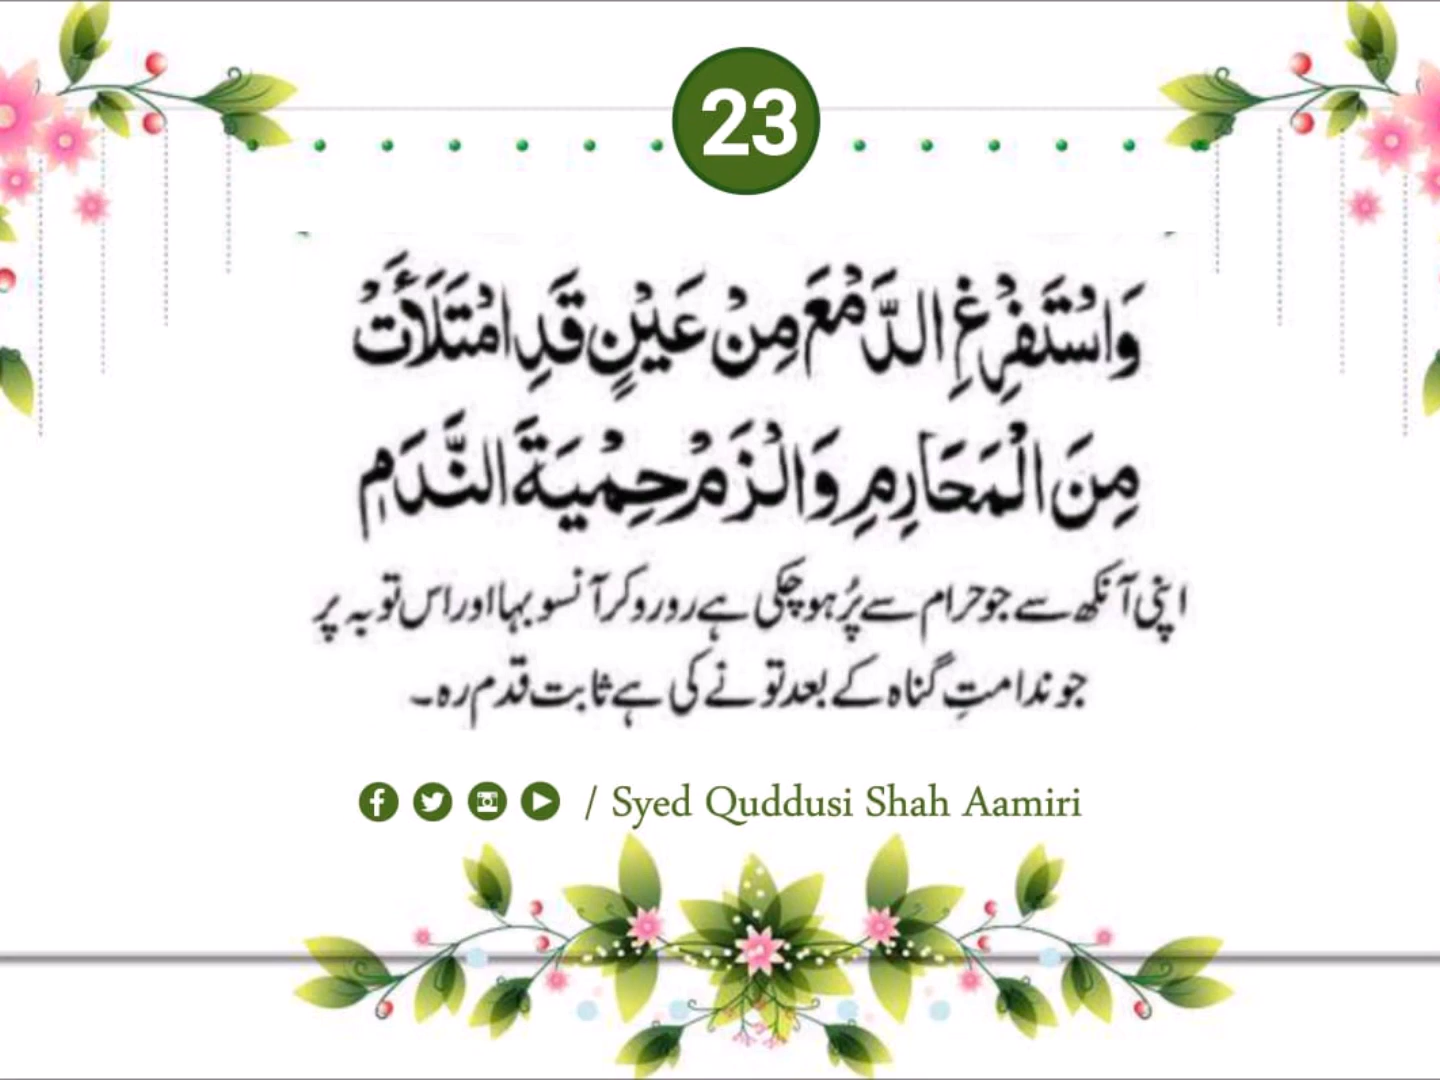 23
وَاسْتَفْرِغِ الدَّمْعَ مِنْ عَيْنٍ قَدِ امْتَلَأَتْ
مِنَ الْمَحَارِمِ وَالْزَمْ حِمْيَةَ النَّدَمِ
اپنی آنکھ سے جو حرام سے پُر ہو چکی ہے رو رو کر آنسو بہا اور اس توبہ پر
جو ندامتِ گناہ کے بعد تو نے کی ہے ثابت قدم رہ۔
/ Syed Quddusi Shah Aamiri